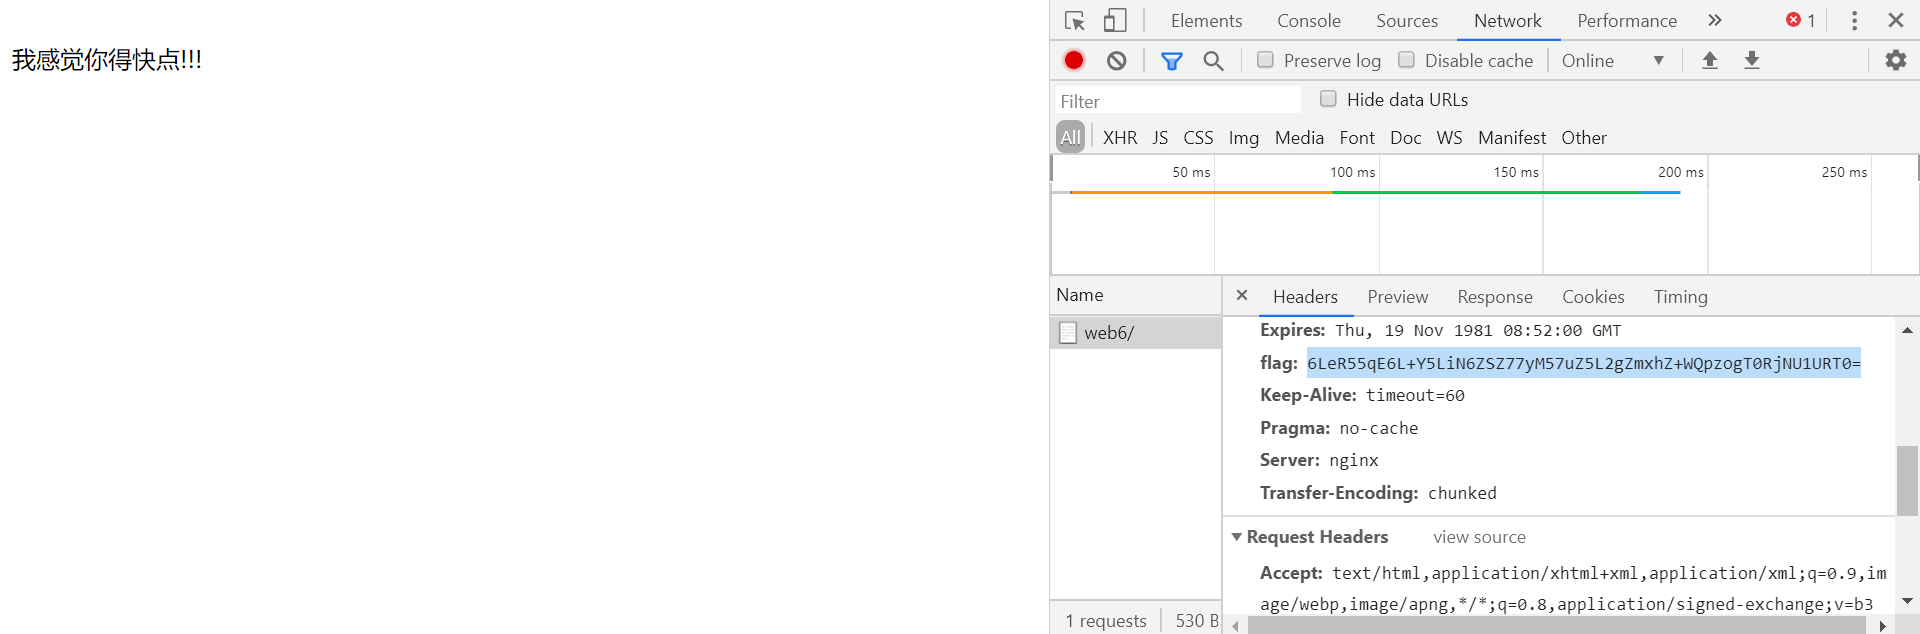 我感觉你得快点!!!
Elements Console Sources Network Performance » 1
Preserve log Disable cache Online
Filter Hide data URLs
All XHR JS CSS Img Media Font Doc WS Manifest Other
50 ms 100 ms 150 ms 200 ms 250 ms
Name
web6/
1 requests 530 B
Headers Preview Response Cookies Timing
Expires: Thu, 19 Nov 1981 08:52:00 GMT
flag: 6LeR55qE6L+Y5LiN6ZSZ77yM57uZ5L2gZmxhZ+WQpzogT0RjNU1URT0=
Keep-Alive: timeout=60
Pragma: no-cache
Server: nginx
Transfer-Encoding: chunked
Request Headers view source
Accept: text/html,application/xhtml+xml,application/xml;q=0.9,im
age/webp,image/apng,*/*;q=0.8,application/signed-exchange;v=b3